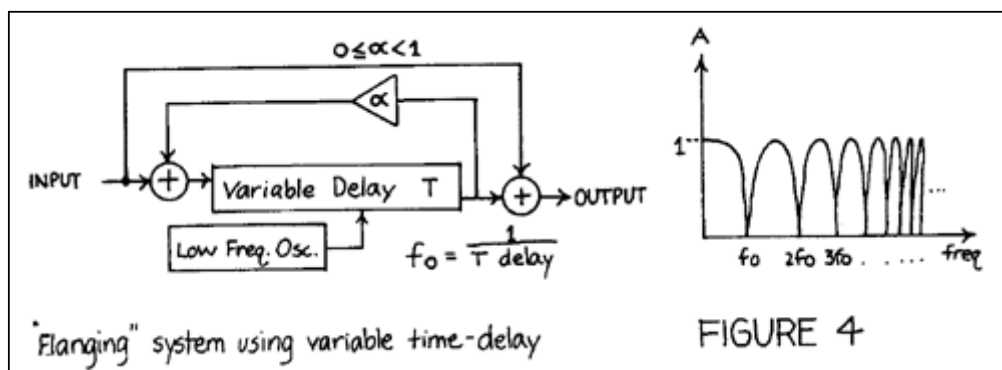 0≤α<1
α
INPUT
+
Variable Delay T
+
OUTPUT
Low Freq. Osc.
f₀ = 1 / T delay
"Flanging" system using variable time-delay
A
1
f₀ 2f₀ 3f₀ . ..... ....
freq
...
FIGURE 4